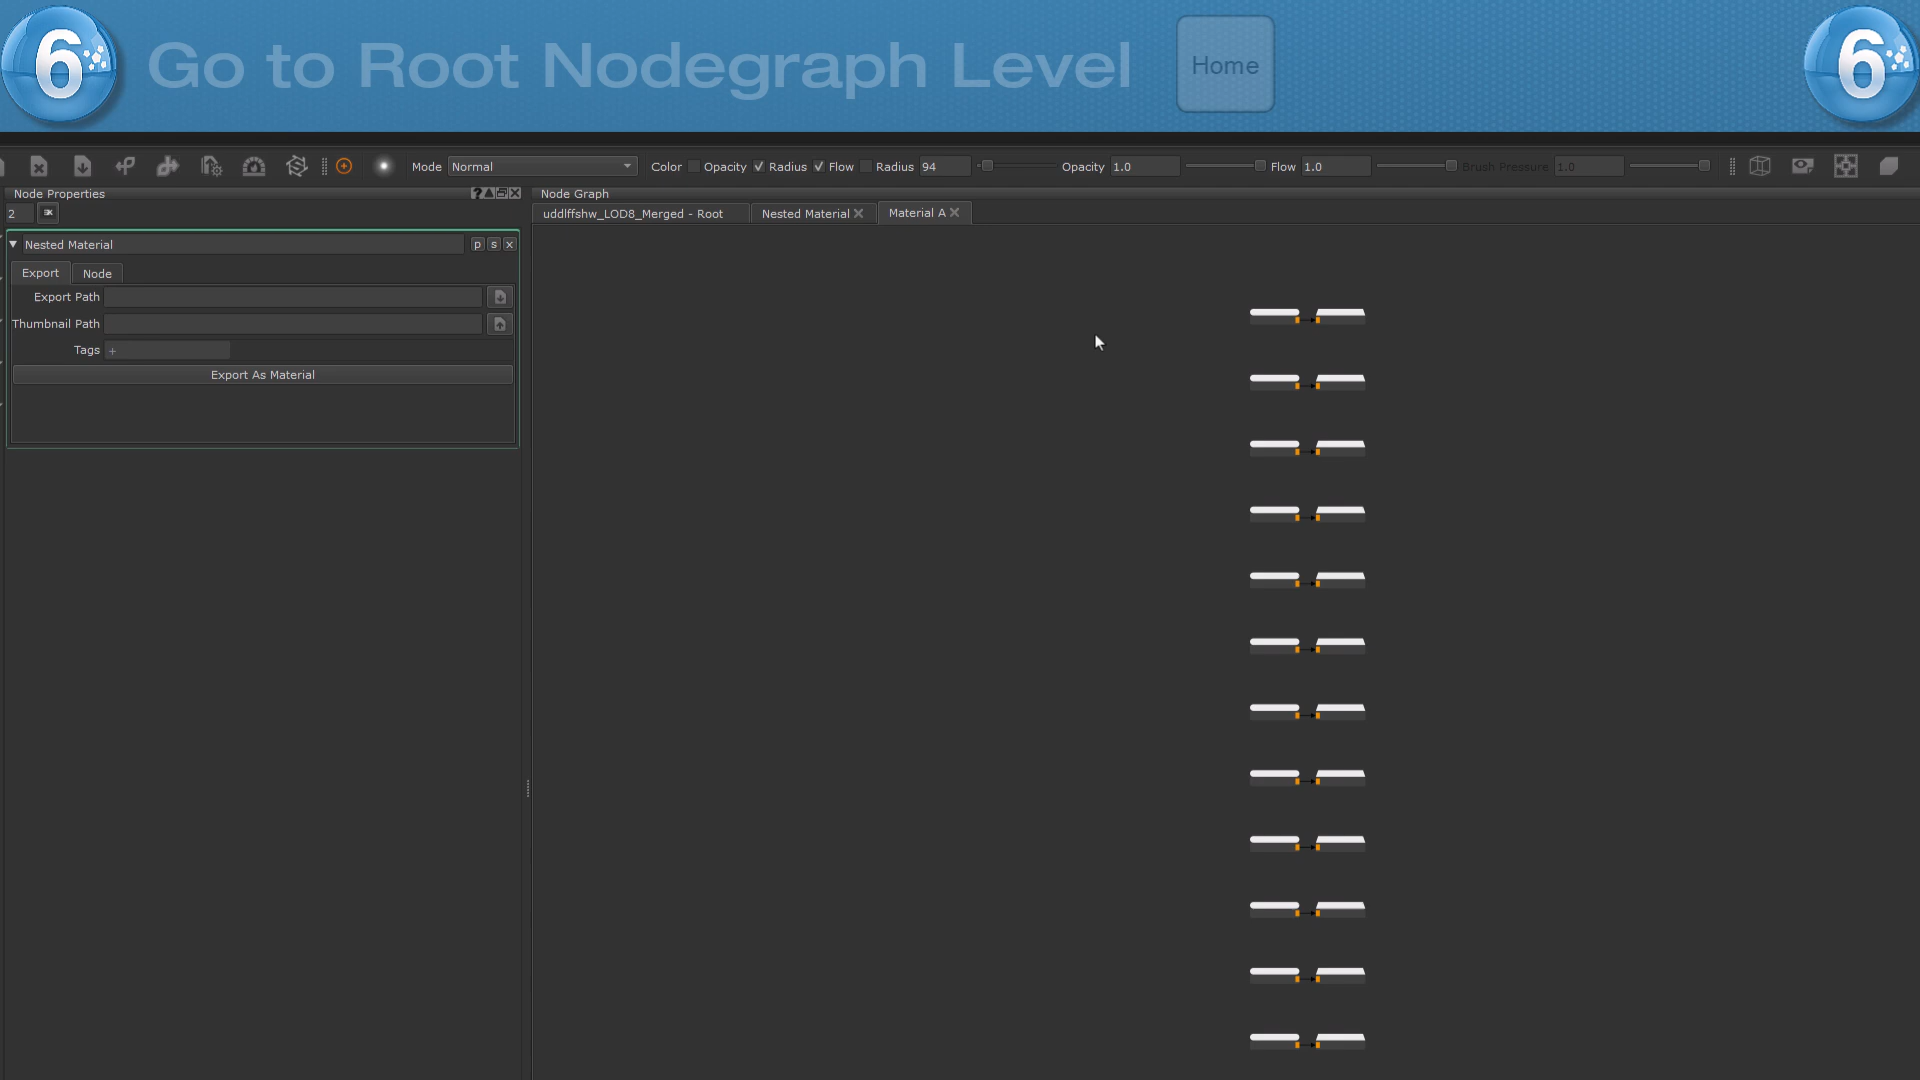 6 Go to Root Nodegraph Level Home 6
Mode Normal Color Opacity Radius Flow Radius 94 Opacity 1.0 Flow 1.0 Brush Pressure 1.0
Node Properties ? Node Graph
2 uddlffshw_LOD8_Merged - Root Nested Material Material A
Nested Material p s x
Export Node
Export Path
Thumbnail Path
Tags +
Export As Material